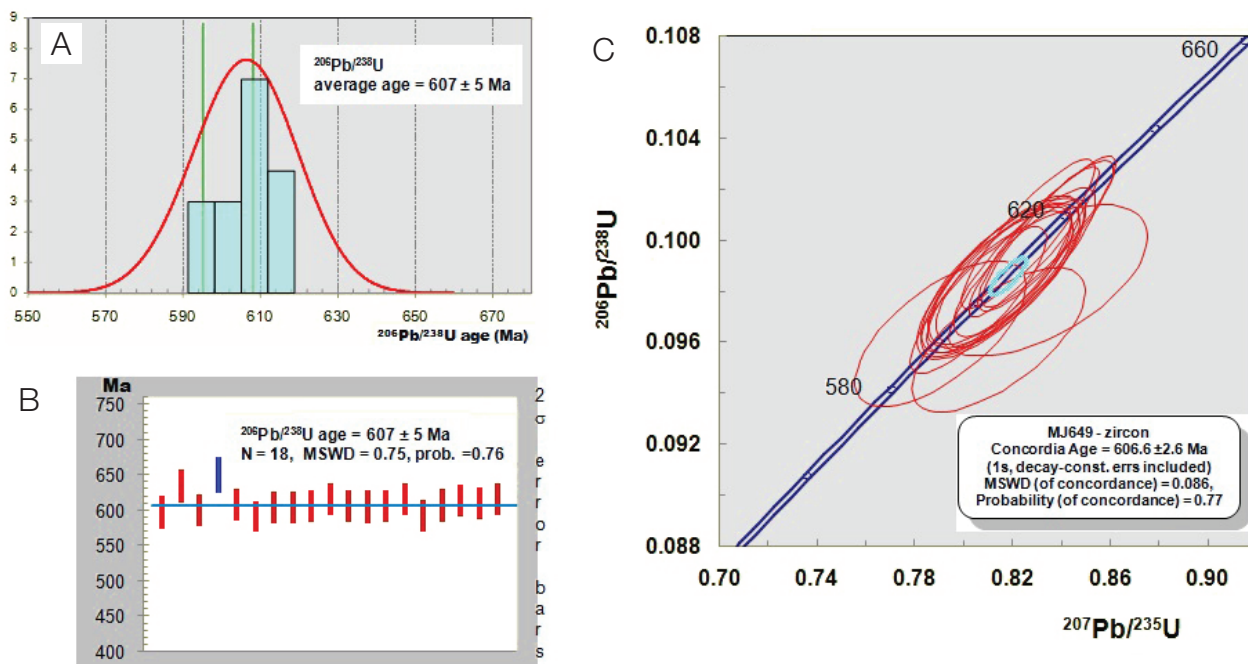 A
9
8
7
6
5
4
3
2
1
0
²⁰⁶Pb/²³⁸U
average age = 607 ± 5 Ma
550 570 590 610 630 650 670
²⁰⁶Pb/²³⁸U age (Ma)
B
Ma
750
700
650
600
550
500
450
400
²⁰⁶Pb/²³⁸U age = 607 ± 5 Ma
N = 18, MSWD = 0.75, prob. =0.76
2σ error bars
C
0.108
0.104
0.100
0.096
0.092
0.088
²⁰⁶Pb/²³⁸U
660
620
580
MJ649 - zircon
Concordia Age = 606.6 ±2.6 Ma
(1s, decay-const. errs included)
MSWD (of concordance) = 0.086,
Probability (of concordance) = 0.77
0.70 0.74 0.78 0.82 0.86 0.90
²⁰⁷Pb/²³⁵U